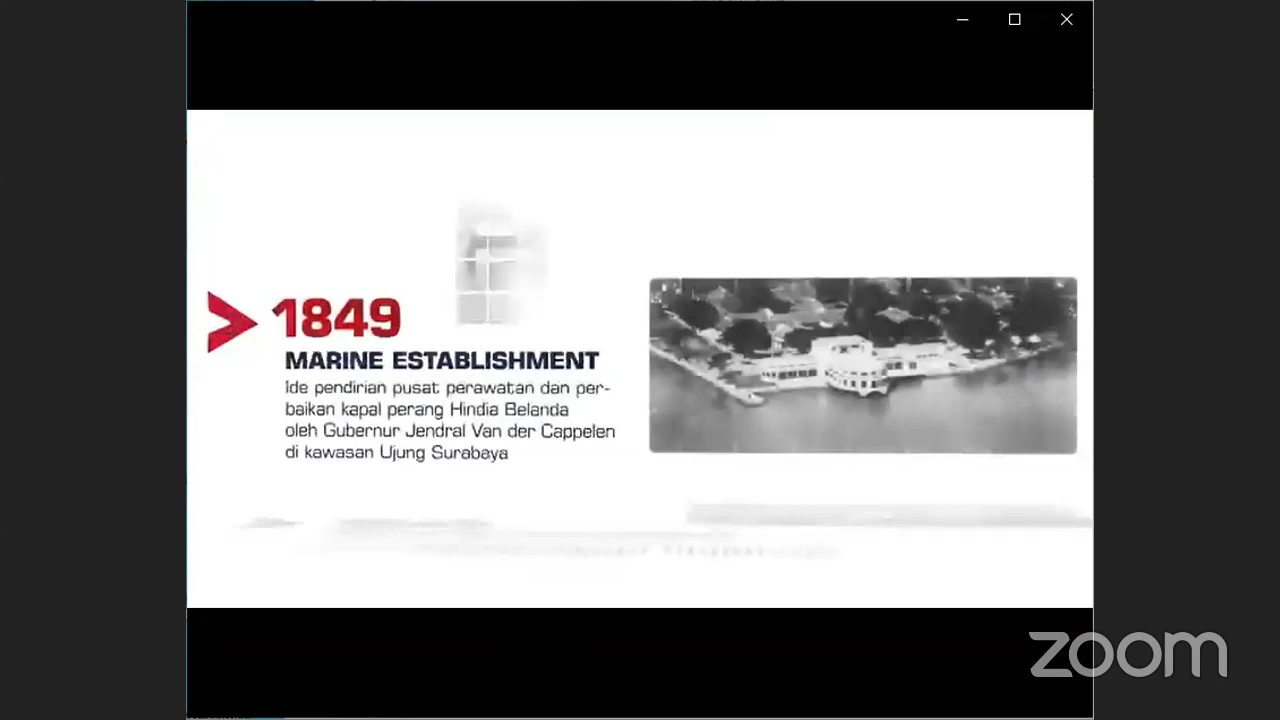 1849
MARINE ESTABLISHMENT
Ide pendirian pusat perawatan dan per-
baikan kapal perang Hindia Belanda
oleh Gubernur Jendral Van der Cappelen
di kawasan Ujung Surabaya
zoom